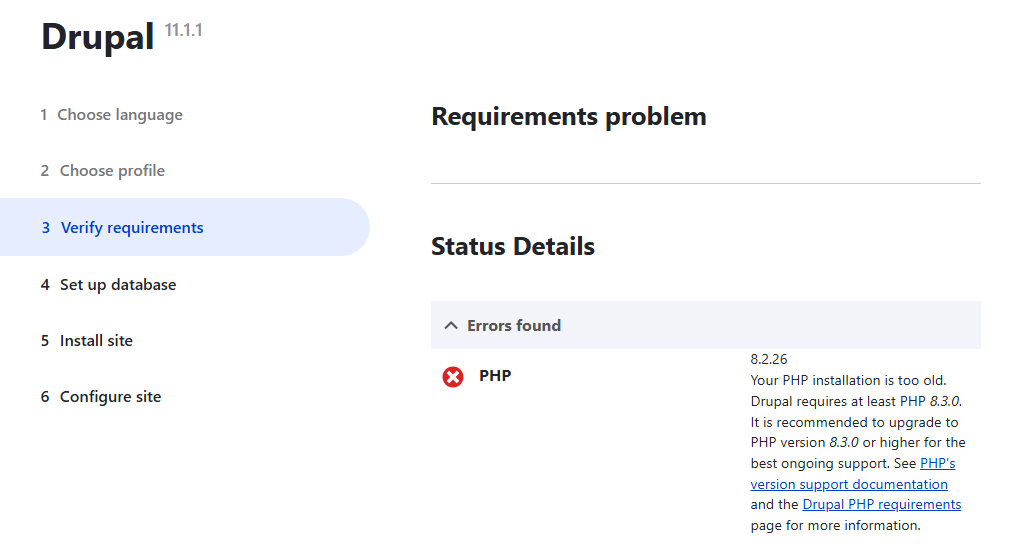 Drupal 11.1.1
1 Choose language
2 Choose profile
3 Verify requirements
4 Set up database
5 Install site
6 Configure site
Requirements problem
Status Details
Errors found
PHP
8.2.26
Your PHP installation is too old.
Drupal requires at least PHP 8.3.0.
It is recommended to upgrade to
PHP version 8.3.0 or higher for the
best ongoing support. See PHP's
version support documentation
and the Drupal PHP requirements
page for more information.